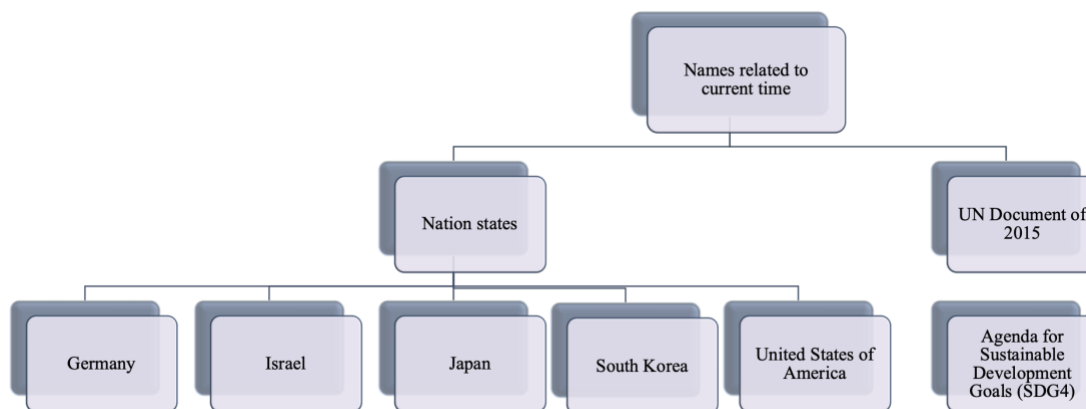 Names related to
current time
Nation states
UN Document of
2015
Germany
Israel
Japan
South Korea
United States of
America
Agenda for
Sustainable
Development
Goals (SDG4)